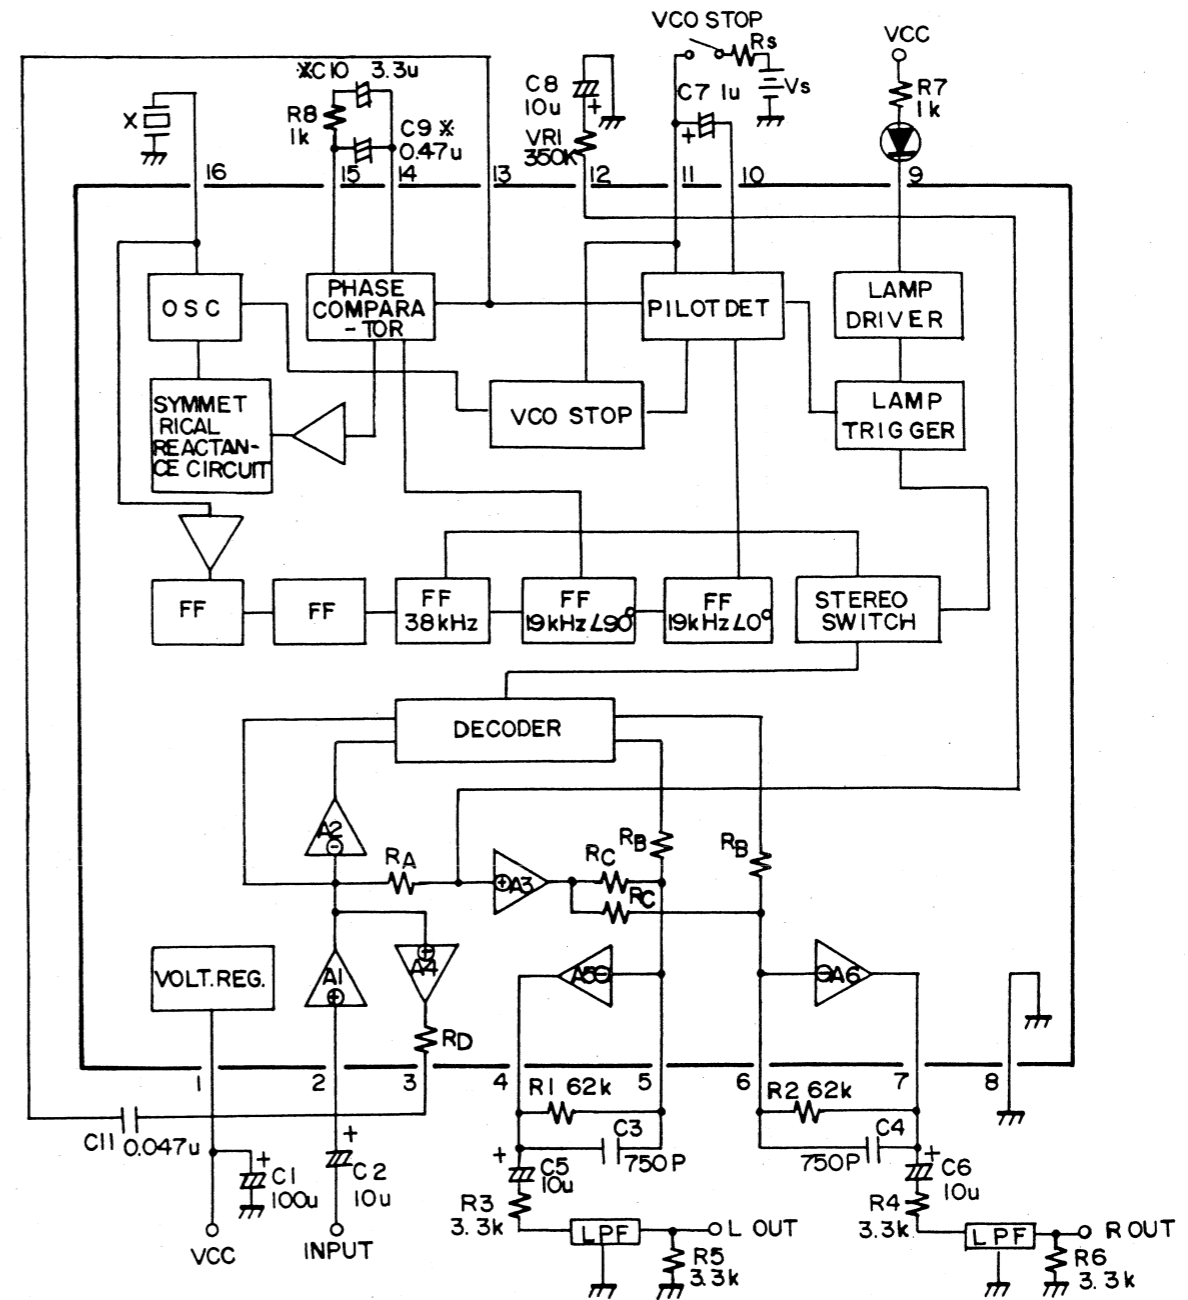 VCO STOP
Rs
VCC
※C10 3.3u
C8
10u
+
C7 1u
+
Vs
R7
1k
X
R8
1k
C9 ※
0.47u
VR1
350K
16
15
14
13
12
11
10
9
OSC
PHASE
COMPARA
-TOR
PILOT DET
LAMP
DRIVER
SYMMET
RICAL
REACTAN-
CE CIRCUIT
VCO STOP
LAMP
TRIGGER
FF
FF
FF
38kHz
FF
19kHz∠90°
FF
19kHz∠0°
STEREO
SWITCH
DECODER
A2
RA
A3
RC
RC
RB
RB
VOLT.REG.
A1
A4
RD
A5
A6
1
2
3
4
5
6
7
8
R1 62k
R2 62k
C11 0.047u
+
C1
100u
+
C2
10u
C3
750P
C4
750P
+
C5
10u
+
C6
10u
R3
3.3k
R4
3.3k
VCC
INPUT
LPF
L OUT
R5
3.3k
LPF
R OUT
R6
3.3k